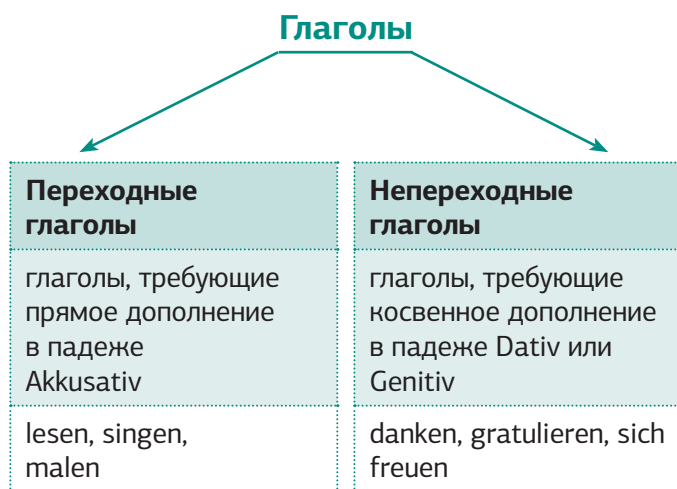 Глаголы
Переходные
глаголы
глаголы, требующие
прямое дополнение
в падеже
Akkusativ
lesen, singen,
malen
Непереходные
глаголы
глаголы, требующие
косвенное дополнение
в падеже Dativ или
Genitiv
danken, gratulieren, sich
freuen